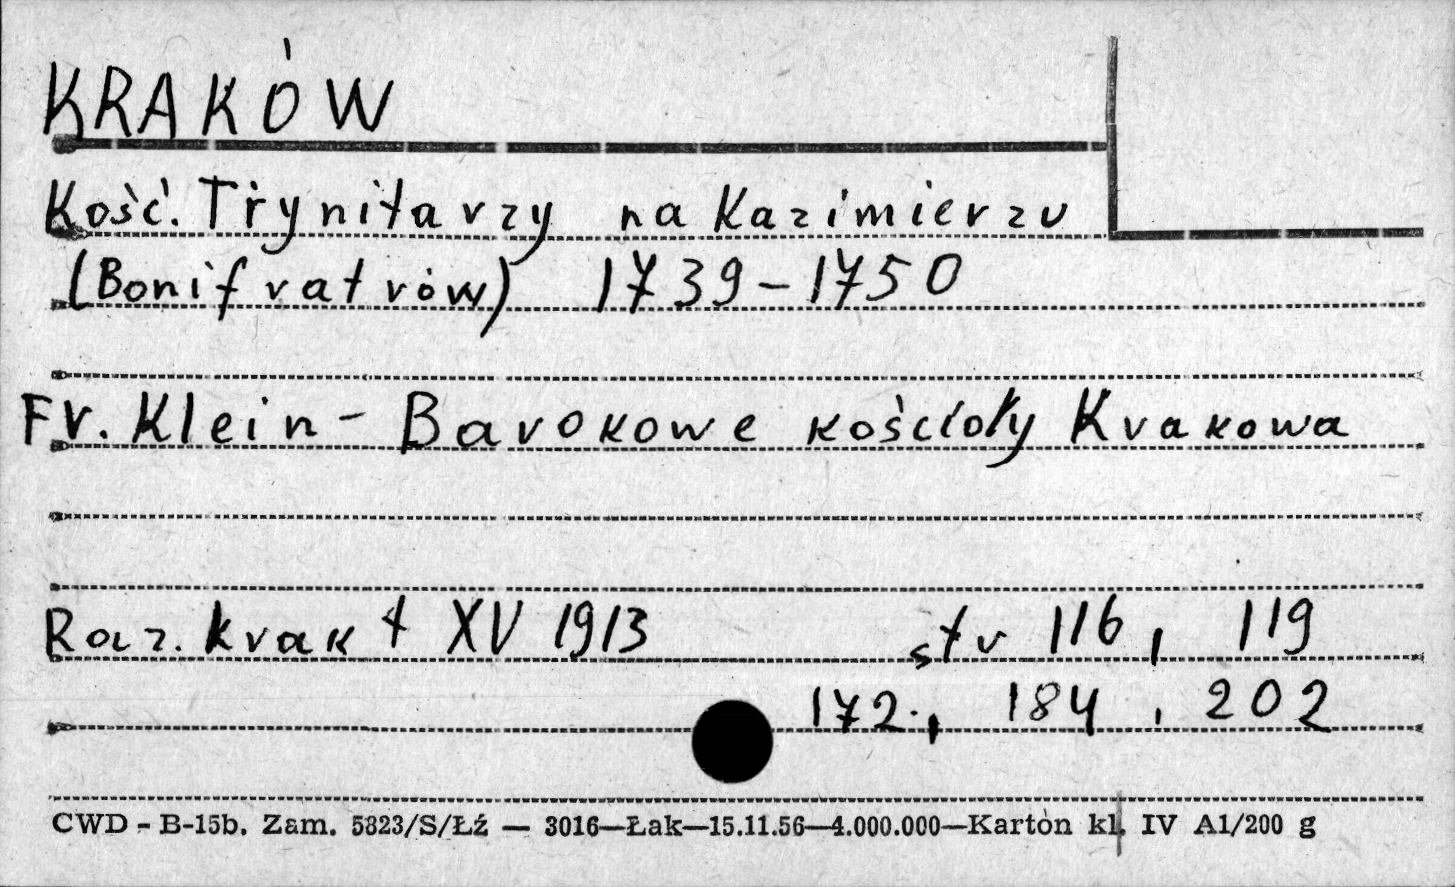 KRAKÓW
Kość. Trynitarzy na Kazimierzu
(Bonifratrów) 1739-1750
Fr. Klein - Barokowe kościoły Krakowa
Rocz. krak t XV 1913 str 116, 119
172., 184, 202
CWD - B-15b. Zam. 5823/S/Łź — 3016—Łak—15.11.56—4.000.000—Karton kl. IV A1/200 g